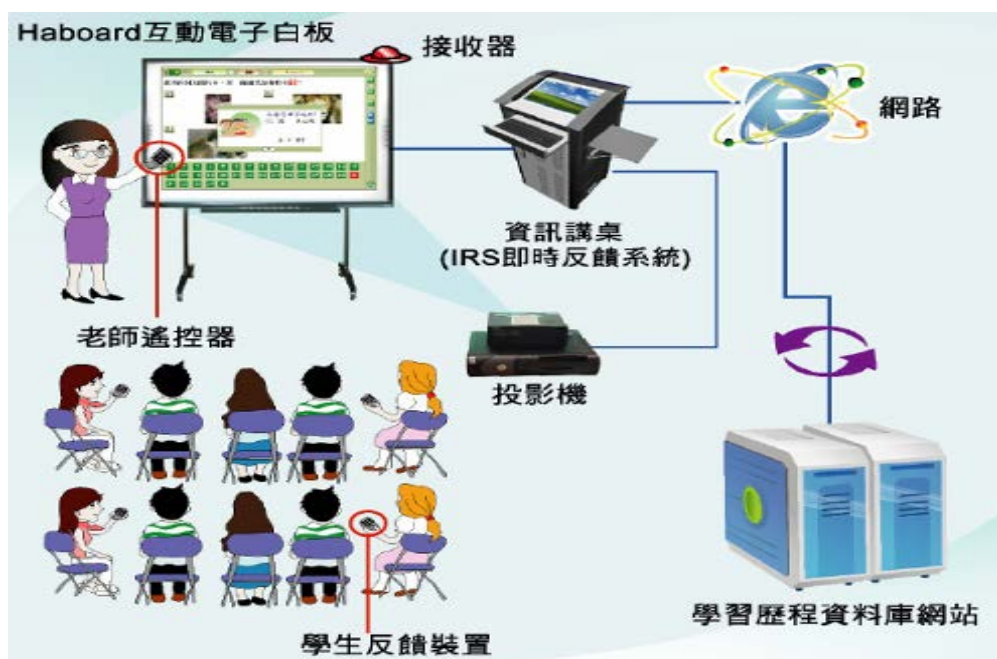 Haboard互動電子白板
接收器
網路
資訊講桌
(IRS即時反饋系統)
老師遙控器
投影機
學習歷程資料庫網站
學生反饋裝置